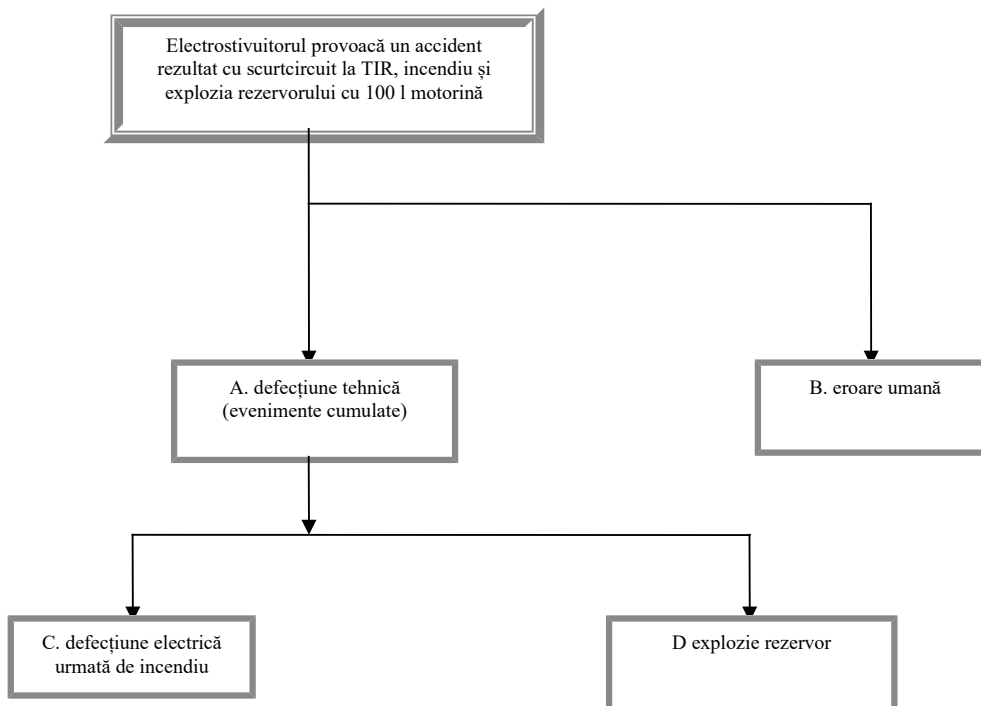 Electrostivuitorul provoacă un accident
rezultat cu scurtcircuit la TIR, incendiu și
explozia rezervorului cu 100 l motorină
A. defecțiune tehnică
(evenimente cumulate)
B. eroare umană
C. defecțiune electrică
urmată de incendiu
D explozie rezervor